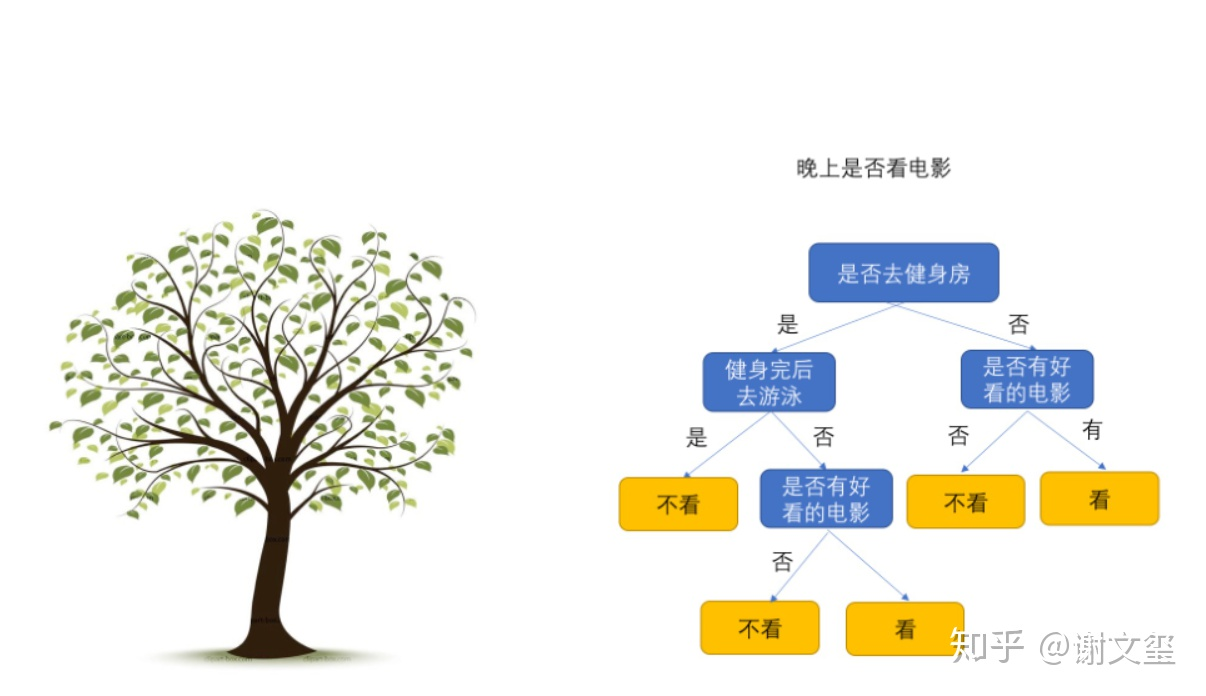 晚上是否看电影
是否去健身房
是
否
健身完后
去游泳
是否有好
看的电影
是
否
否
有
不看
是否有好
看的电影
不看
看
否
不看
看
知乎 @谢文玺